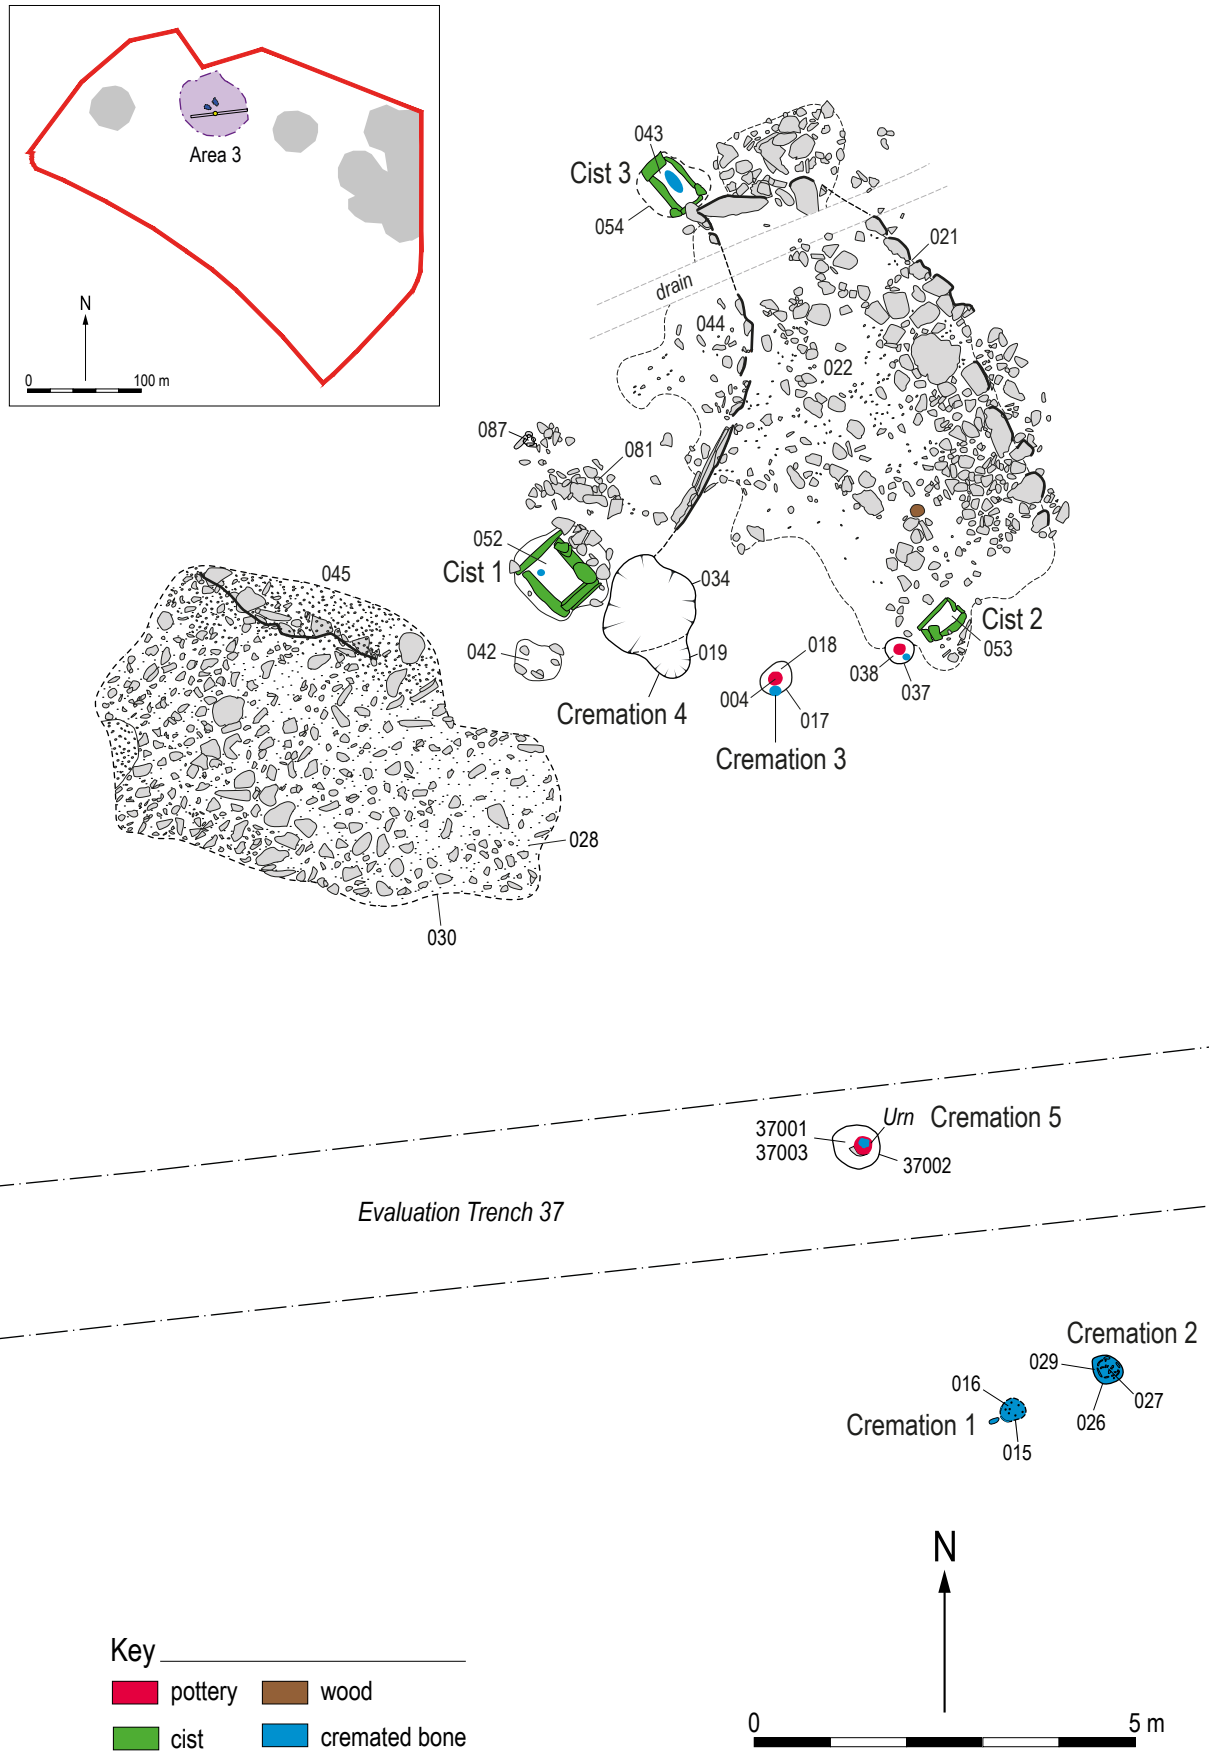 Area 3
N
0 100 m
043
Cist 3
054
021
drain
044
022
087
081
052
Cist 1
034
045
Cist 2
053
042
019
018
038
037
004
017
Cremation 4
Cremation 3
028
030
Urn Cremation 5
37001
37003
37002
Evaluation Trench 37
Cremation 2
029
027
016
026
Cremation 1
015
N
Key
pottery wood
cist cremated bone
0 5 m